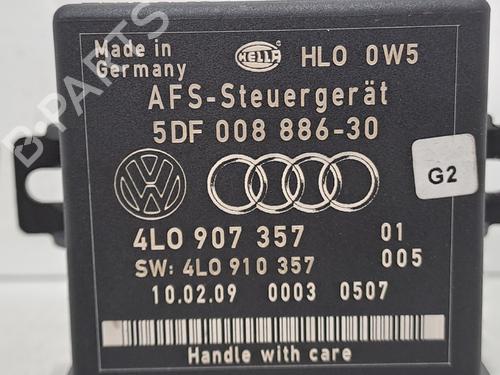 Made in
Germany
HELLA
HLO 0W5
AFS-Steuergerät
5DF 008 886-30
G2
4L0 907 357 01
SW: 4L0 910 357 005
10.02.09 0003 0507
Handle with care
B-PARTS